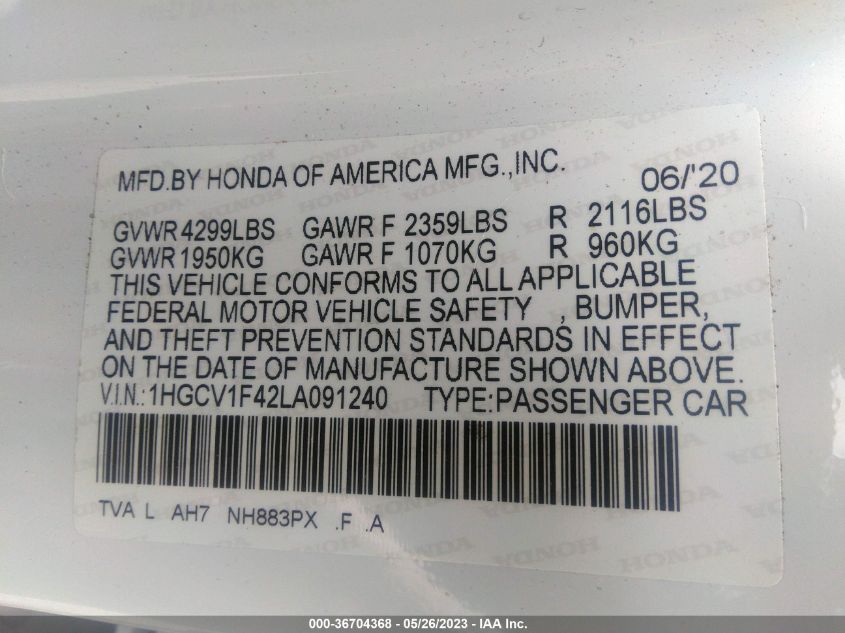 MFD.BY HONDA OF AMERICA MFG.,INC. 06/'20
GVWR 4299LBS GAWR F 2359LBS R 2116LBS
GVWR 1950KG GAWR F 1070KG R 960KG
THIS VEHICLE CONFORMS TO ALL APPLICABLE
FEDERAL MOTOR VEHICLE SAFETY , BUMPER,
AND THEFT PREVENTION STANDARDS IN EFFECT
ON THE DATE OF MANUFACTURE SHOWN ABOVE.
V.I.N.:1HGCV1F42LA091240 TYPE:PASSENGER CAR
TVA L AH7 NH883PX .F .A
000-36704368 - 05/26/2023 - IAA Inc.